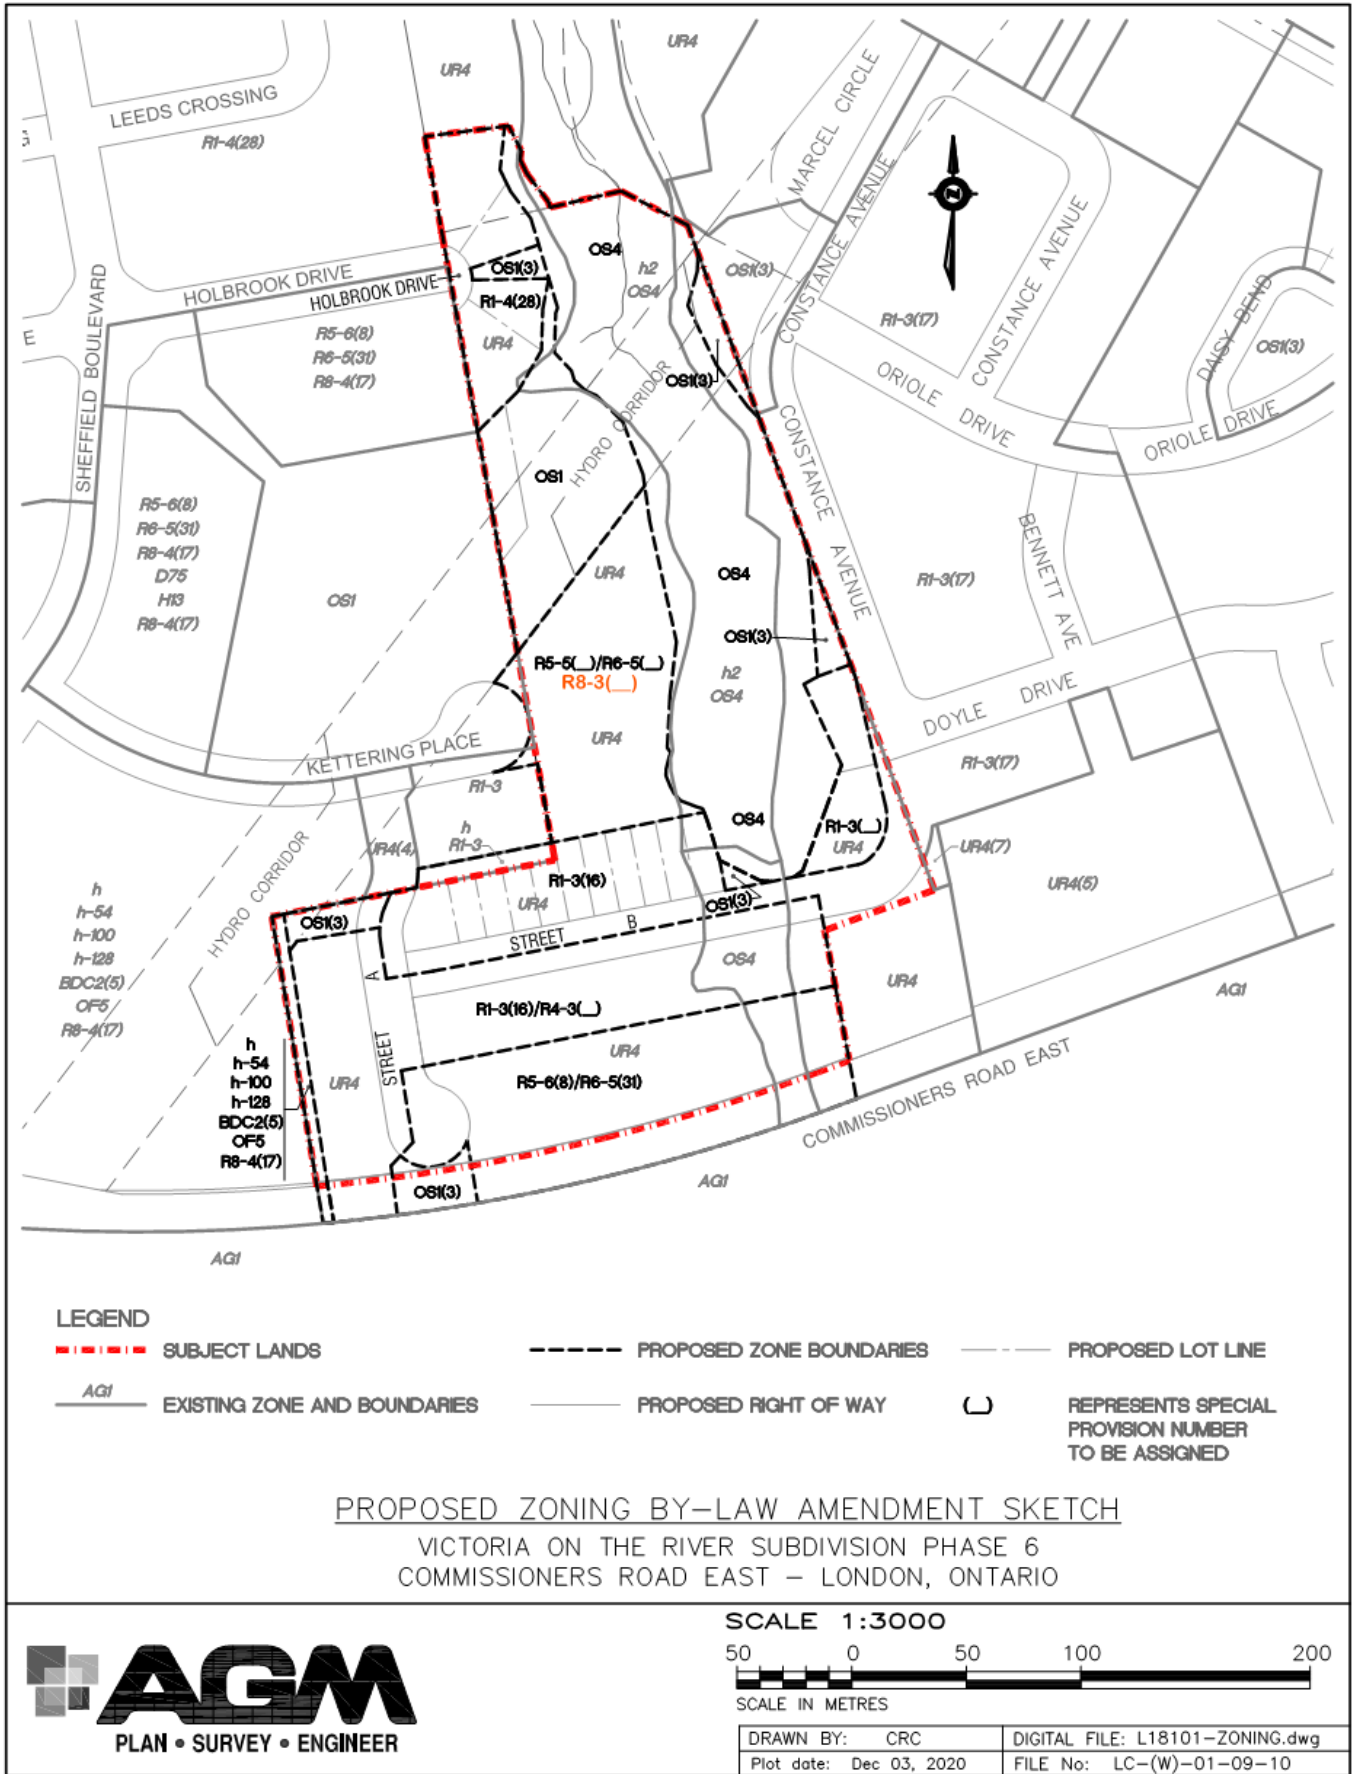 UR4
UR4
LEEDS CROSSING
R1-4(28)
MARCEL CIRCLE
CONSTANCE AVENUE
CONSTANCE AVENUE
N
OS4
h2
OS4
OS1(3)
OS1(3)
HOLBROOK DRIVE
HOLBROOK DRIVE
R1-4(28)
UR4
R1-3(17)
DAISY BEND
OS1(3)
E
SHEFFIELD BOULEVARD
R5-6(8)
R6-5(31)
R8-4(17)
OS1(3)
ORIOLE DRIVE
ORIOLE DRIVE
HYDRO CORRIDOR
OS1
CONSTANCE AVENUE
R5-6(8)
R6-5(31)
R8-4(17)
D75
H13
R8-4(17)
OS1
UR4
OS4
R1-3(17)
BENNETT AVE
OS1(3)
h2
OS4
R5-5(_)/R6-5(_)
R8-3(_)
UR4
DOYLE DRIVE
KETTERING PLACE
R1-3
R1-3(17)
h
R1-3
UR4(4)
OS4
R1-3(_)
UR4
UR4(7)
UR4(5)
HYDRO CORRIDOR
R1-3(16)
UR4
OS1(3)
OS1(3)
STREET B
h
h-54
h-100
h-128
BDC2(5)
OF5
R8-4(17)
OS4
UR4
AG1
STREET A
R1-3(16)/R4-3(_)
UR4
UR4
R5-6(8)/R6-5(31)
h
h-54
h-100
h-128
BDC2(5)
OF5
R8-4(17)
COMMISSIONERS ROAD EAST
OS1(3)
AG1
AG1
LEGEND
SUBJECT LANDS
PROPOSED ZONE BOUNDARIES
PROPOSED LOT LINE
AG1
EXISTING ZONE AND BOUNDARIES
PROPOSED RIGHT OF WAY
(_)
REPRESENTS SPECIAL
PROVISION NUMBER
TO BE ASSIGNED
PROPOSED ZONING BY-LAW AMENDMENT SKETCH
VICTORIA ON THE RIVER SUBDIVISION PHASE 6
COMMISSIONERS ROAD EAST - LONDON, ONTARIO
AGM
PLAN • SURVEY • ENGINEER
SCALE 1:3000
50 0 50 100 200
SCALE IN METRES
DRAWN BY: CRC
DIGITAL FILE: L18101-ZONING.dwg
Plot date: Dec 03, 2020
FILE No: LC-(W)-01-09-10